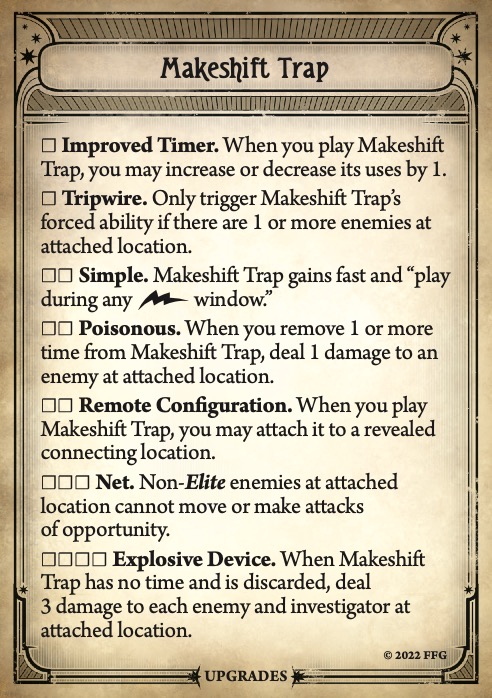 Makeshift Trap
□ Improved Timer. When you play Makeshift
Trap, you may increase or decrease its uses by 1.
□ Tripwire. Only trigger Makeshift Trap's
forced ability if there are 1 or more enemies at
attached location.
□□ Simple. Makeshift Trap gains fast and “play
during any window.”
□□ Poisonous. When you remove 1 or more
time from Makeshift Trap, deal 1 damage to an
enemy at attached location.
□□ Remote Configuration. When you play
Makeshift Trap, you may attach it to a revealed
connecting location.
□□□ Net. Non-Elite enemies at attached
location cannot move or make attacks
of opportunity.
□□□□ Explosive Device. When Makeshift
Trap has no time and is discarded, deal
3 damage to each enemy and investigator at
attached location.
© 2022 FFG
UPGRADES